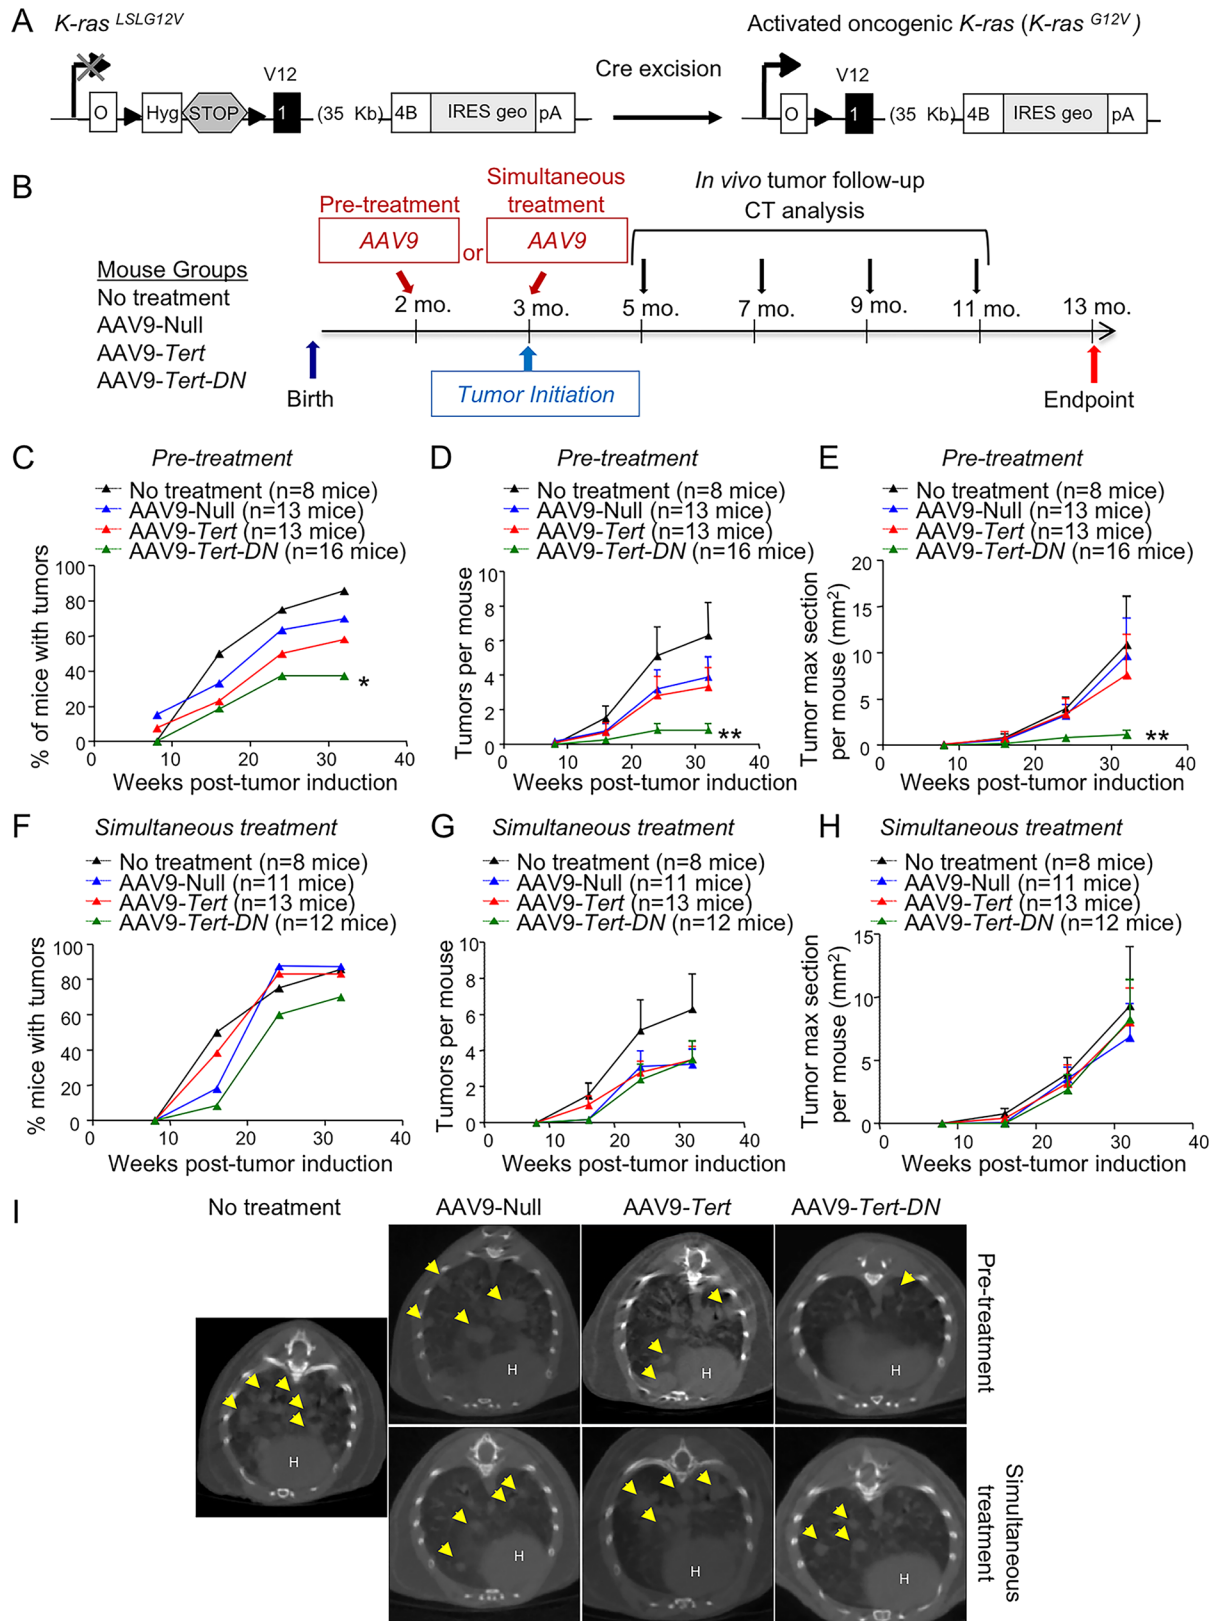 A
K-ras LSLG12V
Activated oncogenic K-ras (K-ras G12V)
V12
Cre excision
V12
O
Hyg
STOP
1
(35 Kb)
4B
IRES geo
pA
O
1
(35 Kb)
4B
IRES geo
pA
B
Pre-treatment
AAV9
or
Simultaneous
treatment
AAV9
In vivo tumor follow-up
CT analysis
Mouse Groups
No treatment
AAV9-Null
AAV9-Tert
AAV9-Tert-DN
2 mo.
3 mo.
5 mo.
7 mo.
9 mo.
11 mo.
13 mo.
Birth
Tumor Initiation
Endpoint
C
Pre-treatment
No treatment (n=8 mice)
AAV9-Null (n=13 mice)
AAV9-Tert (n=13 mice)
AAV9-Tert-DN (n=16 mice)
% of mice with tumors
100
80
60
40
20
0
*
0
10
20
30
40
Weeks post-tumor induction
D
Pre-treatment
No treatment (n=8 mice)
AAV9-Null (n=13 mice)
AAV9-Tert (n=13 mice)
AAV9-Tert-DN (n=16 mice)
Tumors per mouse
10
8
6
4
2
0
**
0
10
20
30
40
Weeks post-tumor induction
E
Pre-treatment
No treatment (n=8 mice)
AAV9-Null (n=13 mice)
AAV9-Tert (n=13 mice)
AAV9-Tert-DN (n=16 mice)
Tumor max section
per mouse (mm2)
20
15
10
5
0
**
0
10
20
30
40
Weeks post-tumor induction
F
Simultaneous treatment
No treatment (n=8 mice)
AAV9-Null (n=11 mice)
AAV9-Tert (n=13 mice)
AAV9-Tert-DN (n=12 mice)
% mice with tumors
100
80
60
40
20
0
0
10
20
30
40
Weeks post-tumor induction
G
Simultaneous treatment
No treatment (n=8 mice)
AAV9-Null (n=11 mice)
AAV9-Tert (n=13 mice)
AAV9-Tert-DN (n=12 mice)
Tumors per mouse
10
8
6
4
2
0
0
10
20
30
40
Weeks post-tumor induction
H
Simultaneous treatment
No treatment (n=8 mice)
AAV9-Null (n=11 mice)
AAV9-Tert (n=13 mice)
AAV9-Tert-DN (n=12 mice)
Tumor max section
per mouse (mm2)
15
10
5
0
0
10
20
30
40
Weeks post-tumor induction
I
No treatment
AAV9-Null
AAV9-Tert
AAV9-Tert-DN
H
H
H
H
Pre-treatment
H
H
H
Simultaneous
treatment